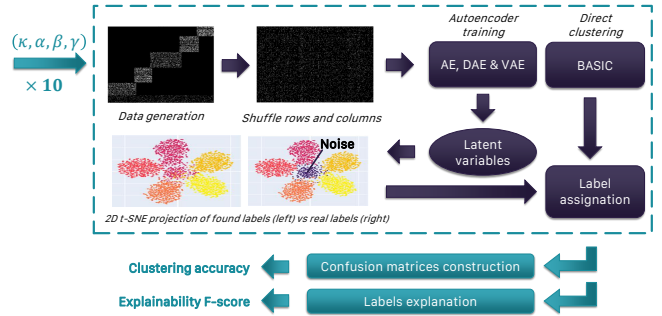 (κ, α, β, γ)
× 10
Data generation
Shuffle rows and columns
Autoencoder
training
AE, DAE & VAE
Direct
clustering
BASIC
Noise
Latent
variables
Label
assignation
2D t-SNE projection of found labels (left) vs real labels (right)
Clustering accuracy
Confusion matrices construction
Explainability F-score
Labels explanation